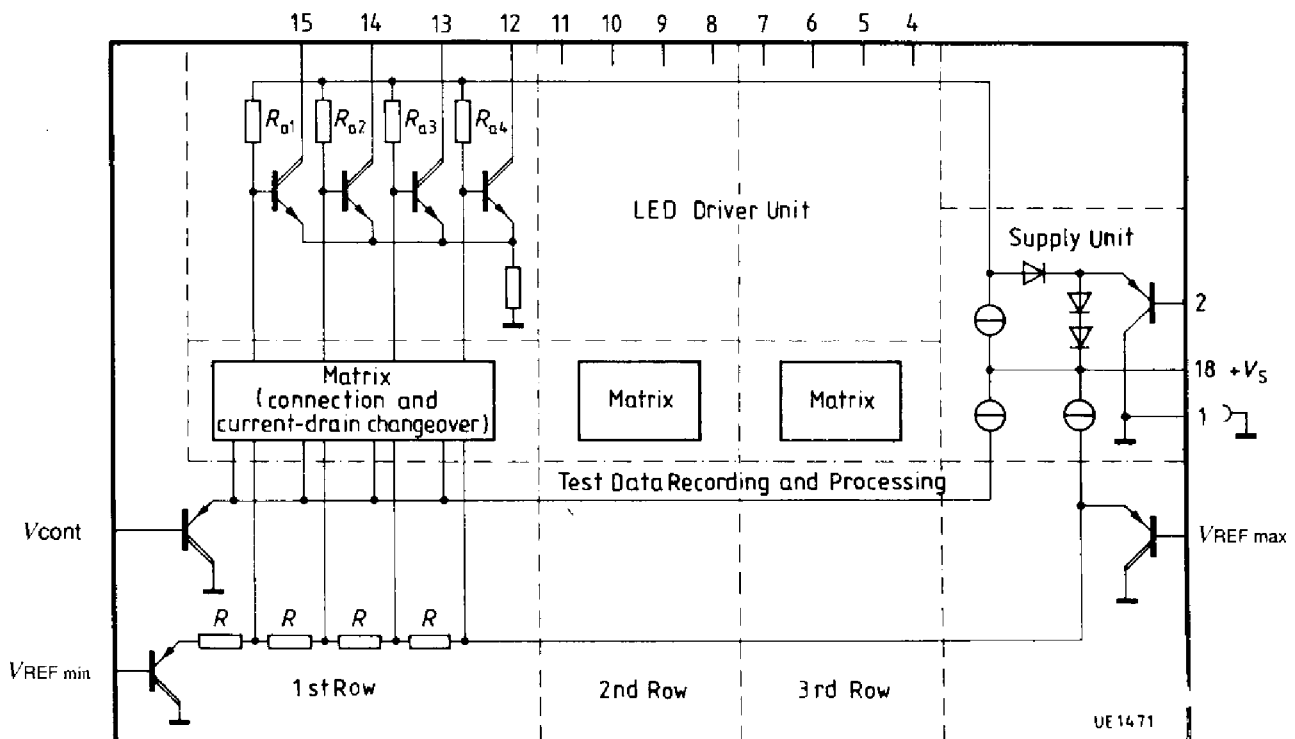 15 14 13 12 11 10 9 8 7 6 5 4
Ra1 Ra2 Ra3 Ra4
LED Driver Unit
Supply Unit
2
Matrix
(connection and
current-drain changeover)
Matrix
Matrix
18 +VS
1
Test Data Recording and Processing
Vcont
VREF max
R R R R
VREF min
1st Row
2nd Row
3rd Row
UE1471